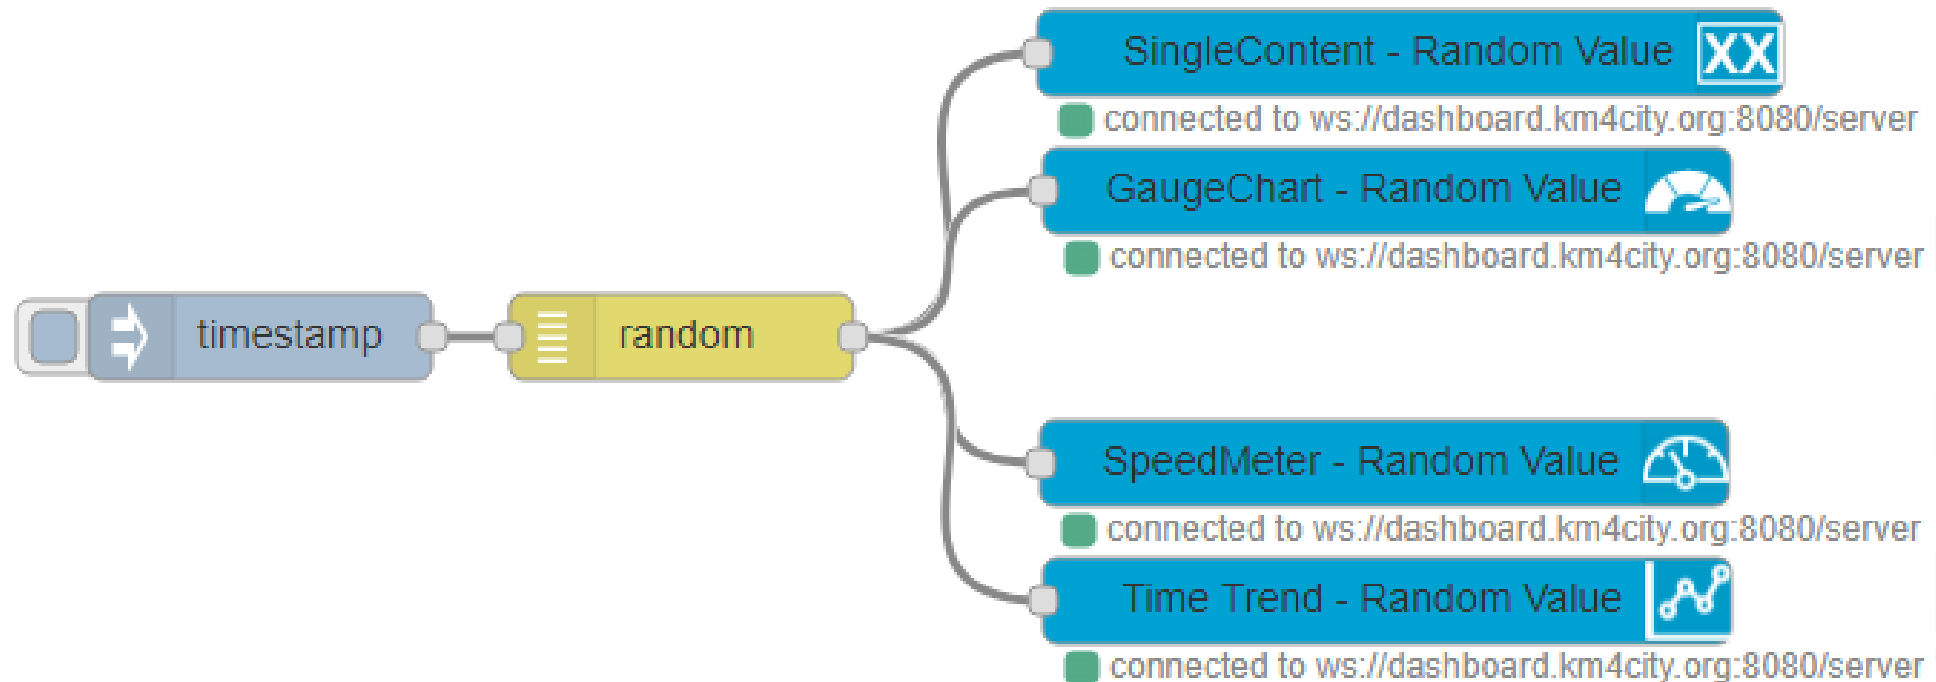 SingleContent - Random Value XX
connected to ws://dashboard.km4city.org:8080/server
GaugeChart - Random Value
connected to ws://dashboard.km4city.org:8080/server
timestamp
random
SpeedMeter - Random Value
connected to ws://dashboard.km4city.org:8080/server
Time Trend - Random Value
connected to ws://dashboard.km4city.org:8080/server